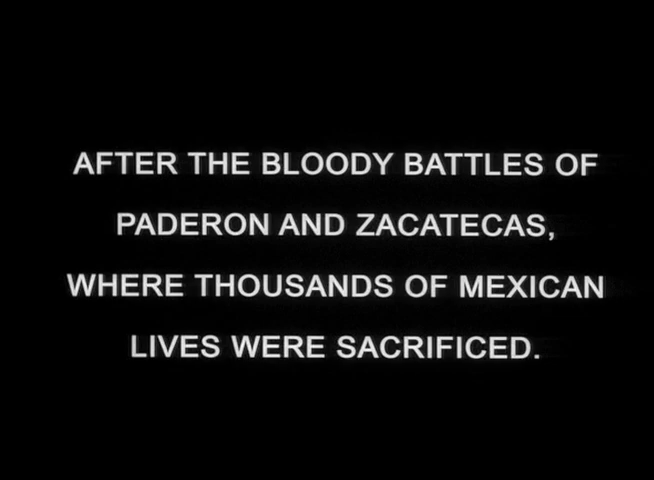 AFTER THE BLOODY BATTLES OF
PADERON AND ZACATECAS,
WHERE THOUSANDS OF MEXICAN
LIVES WERE SACRIFICED.